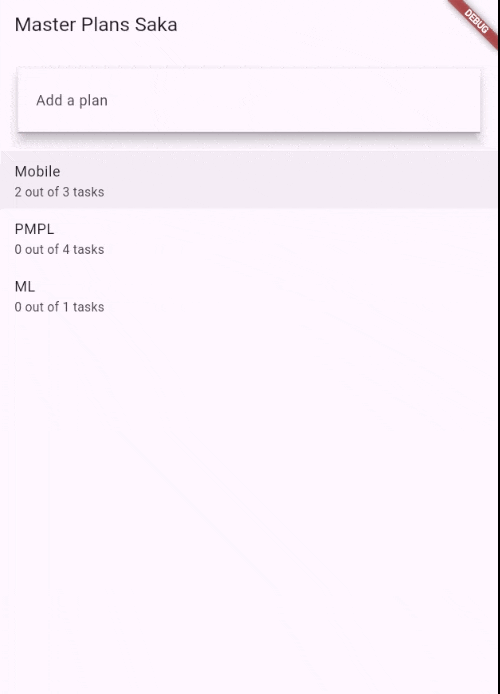 Master Plans Saka
DEBUG
Add a plan
Mobile
2 out of 3 tasks
PMPL
0 out of 4 tasks
ML
0 out of 1 tasks